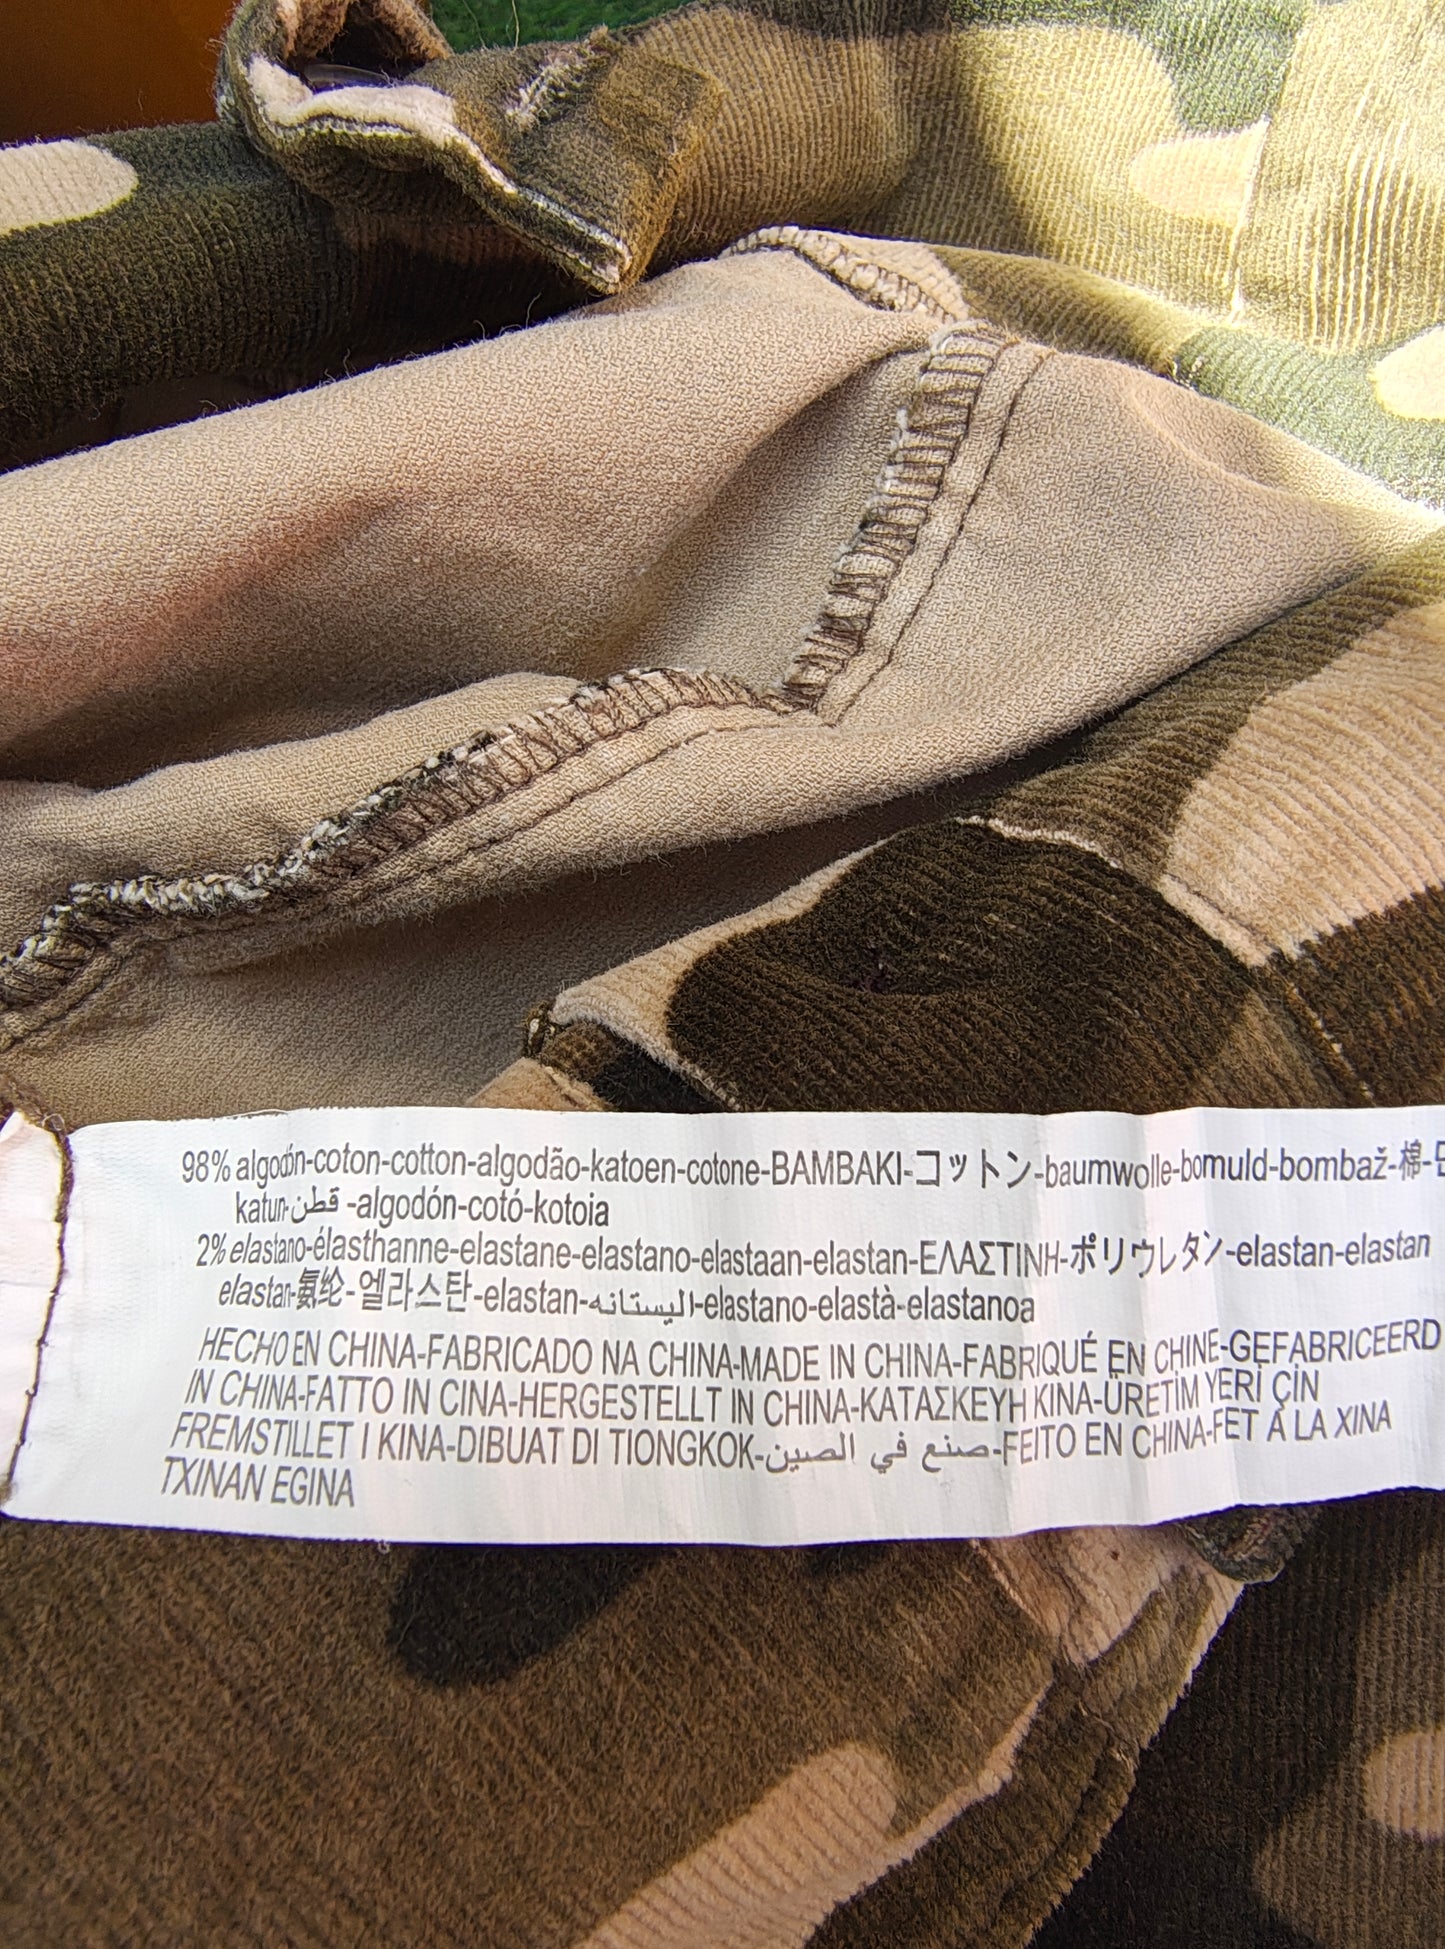 98% algodón-coton-cotton-algodão-katoen-cotone-BAMBAKI-コットン-baumwolle-bomuld-bombaž-棉-
katun-قطن-algodón-cotó-kotoia
2% elastano-élasthanne-elastane-elastano-elastaan-elastan-ΕΛΑΣΤΙΝΗ-ポリウレタン-elastan-elastan
elastan-氨纶-엘라스탄-elastan-اليستانه-elastano-elastà-elastanoa
HECHO EN CHINA-FABRICADO NA CHINA-MADE IN CHINA-FABRIQUÉ EN CHINE-GEFABRICEERD
IN CHINA-FATTO IN CINA-HERGESTELLT IN CHINA-ΚΑΤΑΣΚΕΥΗ ΚΙΝΑ-ÜRETİM YERİ ÇİN
FREMSTILLET I KINA-DIBUAT DI TIONGKOK-صنع في الصين-FEITO EN CHINA-FET A LA XINA
TXINAN EGINA